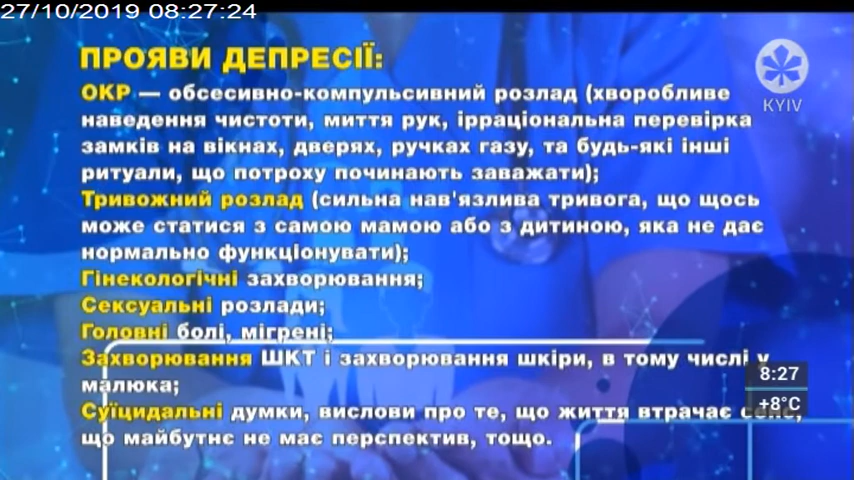 27/10/2019 08:27:24
ПРОЯВИ ДЕПРЕСІЇ:
KYIV
ОКР — обсесивно-компульсивний розлад (хворобливе
наведення чистоти, миття рук, ірраціональна перевірка
замків на вікнах, дверях, ручках газу, та будь-які інші
ритуали, що потроху починають заважати);
Тривожний розлад (сильна нав'язлива тривога, що щось
може статися з самою мамою або з дитиною, яка не дає
нормально функціонувати);
Гінекологічні захворювання;
Сексуальні розлади;
Головні болі, мігрені;
Захворювання ШКТ і захворювання шкіри, в тому числі у
малюка;
8:27
+8°C
Суїцидальні думки, вислови про те, що життя втрачає сенс,
що майбутнє не має перспектив, тощо.